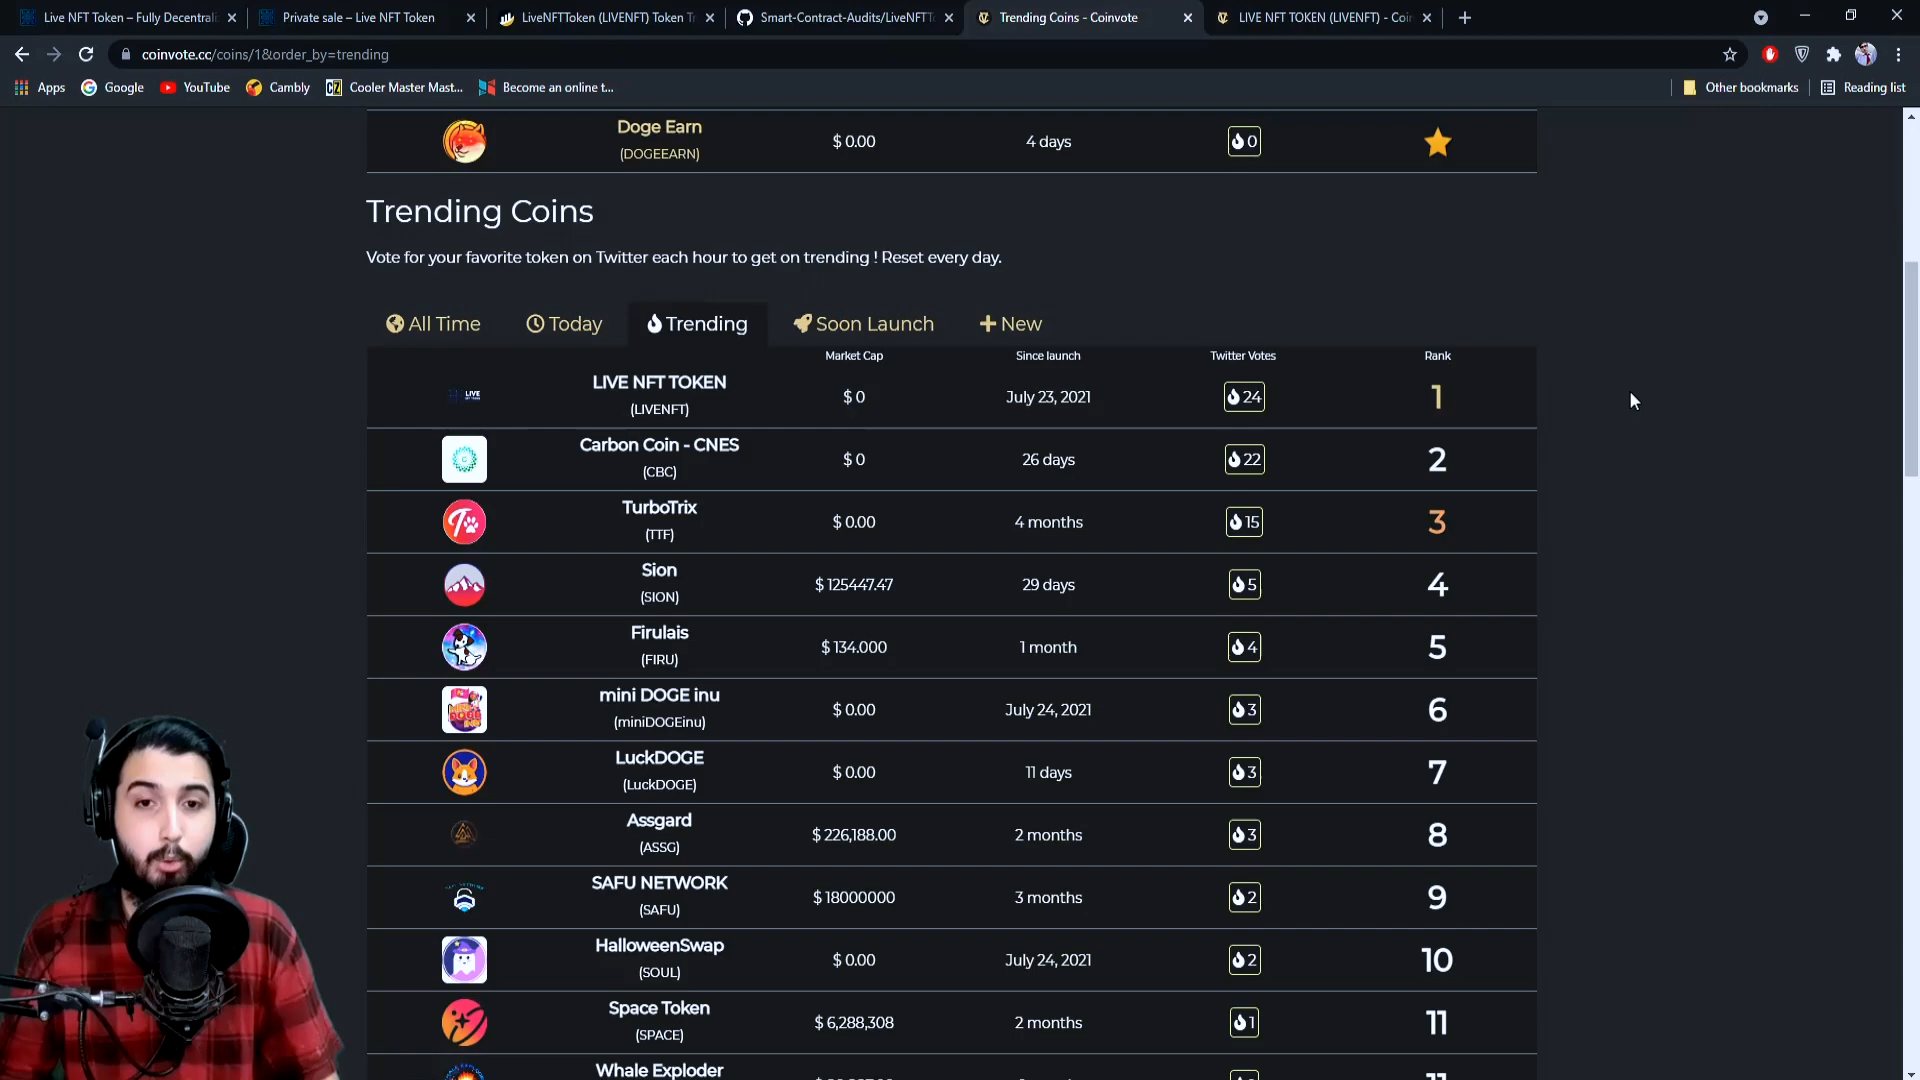 Live NFT Token – Fully Decentrali
Private sale – Live NFT Token
LiveNFTToken (LIVENFT) Token Tr
Smart-Contract-Audits/LiveNFTTo
Trending Coins - Coinvote
LIVE NFT TOKEN (LIVENFT) - Coin
coinvote.cc/coins/1&order_by=trending
Apps
Google
YouTube
Cambly
Cooler Master Mast...
Become an online t...
Other bookmarks
Reading list
Doge Earn
(DOGEEARN)
$ 0.00
4 days
0
Trending Coins
Vote for your favorite token on Twitter each hour to get on trending ! Reset every day.
All Time
Today
Trending
Soon Launch
New
Market Cap
Since launch
Twitter Votes
Rank
LIVE
LIVE NFT TOKEN
(LIVENFT)
$ 0
July 23, 2021
24
1
Carbon Coin - CNES
(CBC)
$ 0
26 days
22
2
TurboTrix
(TTF)
$ 0.00
4 months
15
3
Sion
(SION)
$ 125447.47
29 days
5
4
Firulais
(FIRU)
$ 134.000
1 month
4
5
mini DOGE inu
(miniDOGEinu)
$ 0.00
July 24, 2021
3
6
LuckDOGE
(LuckDOGE)
$ 0.00
11 days
3
7
Assgard
(ASSG)
$ 226,188.00
2 months
3
8
SAFU NETWORK
(SAFU)
$ 18000000
3 months
2
9
HalloweenSwap
(SOUL)
$ 0.00
July 24, 2021
2
10
Space Token
(SPACE)
$ 6,288,308
2 months
1
11
Whale Exploder